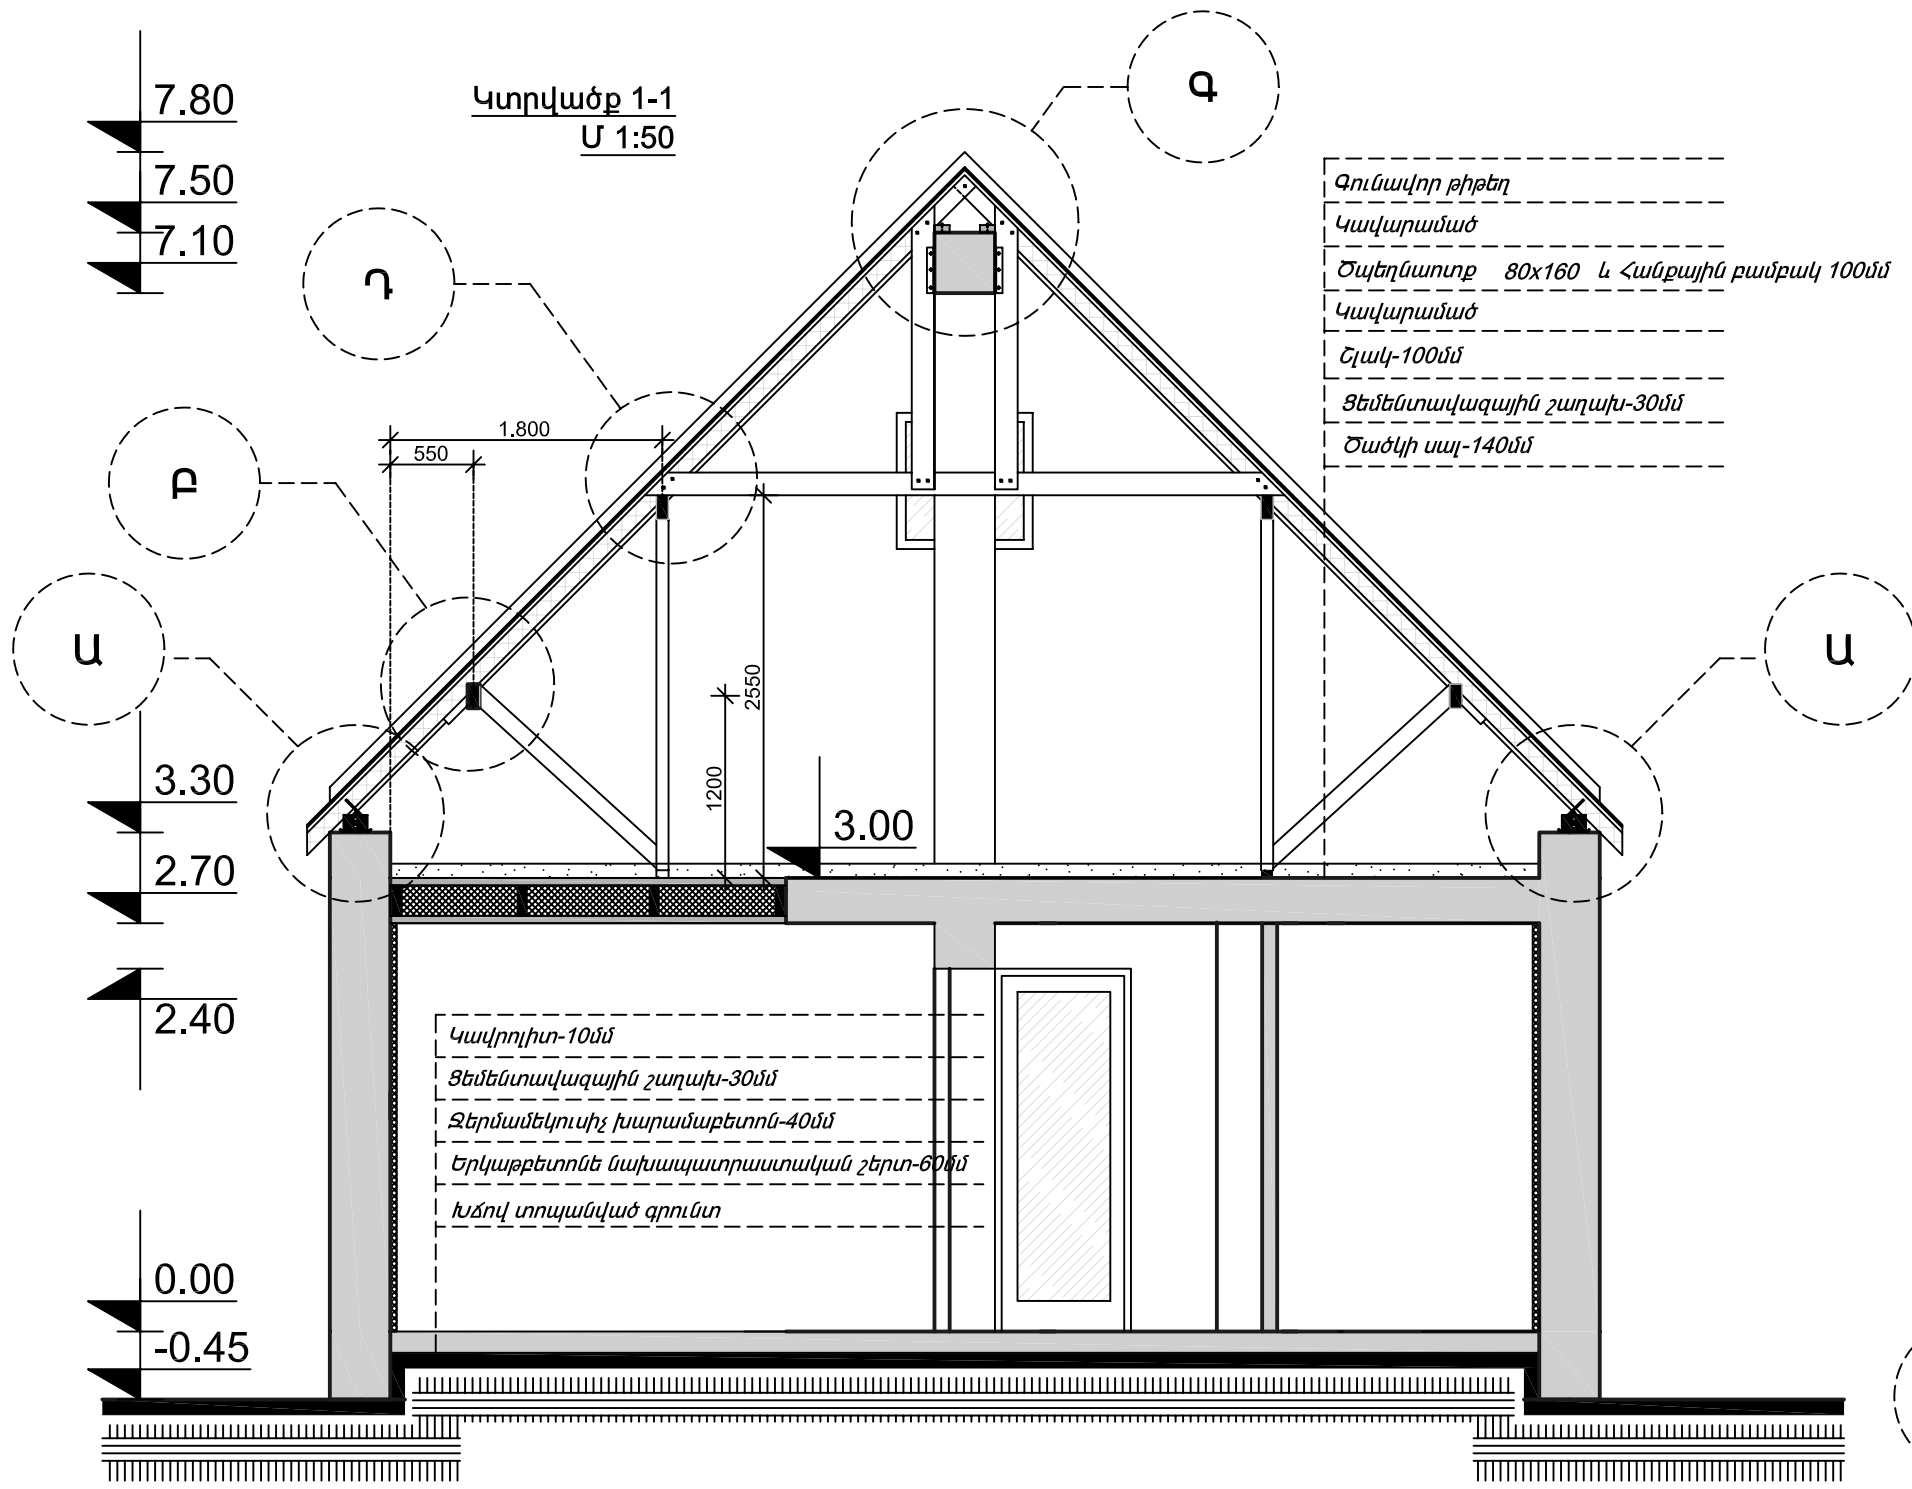 Կտրվածք 1-1
Մ 1:50
Գ
Դ
Բ
Ա
Ա
7.80
7.50
7.10
3.30
2.70
2.40
0.00
-0.45
1.800
550
2550
1200
3.00
Գունավոր թիթեղ
Կավարամած
Ծպեղնաոտք 80x160 և Հանքային բամբակ 100մմ
Կավարամած
Շլակ-100մմ
Ցեմենտավազային շաղախ-30մմ
Ծածկի սալ-140մմ
Կավրոլիտ-10մմ
Ցեմենտավազային շաղախ-30մմ
Ջերմամեկուսիչ խարամաբետոն-40մմ
Երկաթբետոնե նախապատրաստական շերտ-60մմ
Խճով տոպանված գրունտ